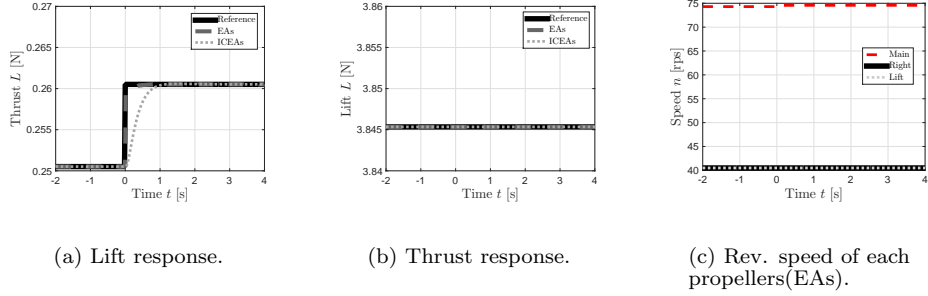 0.27
0.265
0.26
0.255
0.25
Thrust L [N]
Reference
EAs
ICEAs
-2 -1 0 1 2 3 4
Time t [s]
(a) Lift response.
3.86
3.855
3.85
3.845
3.84
Lift L [N]
Reference
EAs
ICEAs
-2 -1 0 1 2 3 4
Time t [s]
(b) Thrust response.
75
70
65
60
55
50
45
40
Speed n [rps]
Main
Right
Lift
-2 -1 0 1 2 3 4
Time t [s]
(c) Rev. speed of each
propellers(EAs).